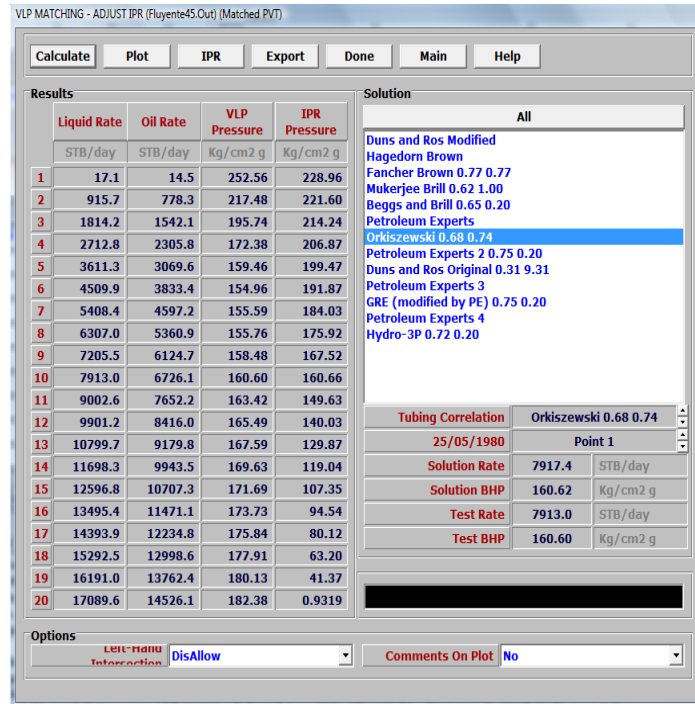 VLP MATCHING - ADJUST IPR (Fluyente45.Out) (Matched PVT)
Calculate Plot IPR Export Done Main Help
Results
Liquid Rate Oil Rate VLP Pressure IPR Pressure
STB/day STB/day Kg/cm2 g Kg/cm2 g
1 17.1 14.5 252.56 228.96
2 915.7 778.3 217.48 221.60
3 1814.2 1542.1 195.74 214.24
4 2712.8 2305.8 172.38 206.87
5 3611.3 3069.6 159.46 199.47
6 4509.9 3833.4 154.96 191.87
7 5408.4 4597.2 155.59 184.03
8 6307.0 5360.9 155.76 175.92
9 7205.5 6124.7 158.48 167.52
10 7913.0 6726.1 160.60 160.66
11 9002.6 7652.2 163.42 149.63
12 9901.2 8416.0 165.49 140.03
13 10799.7 9179.8 167.59 129.87
14 11698.3 9943.5 169.63 119.04
15 12596.8 10707.3 171.69 107.35
16 13495.4 11471.1 173.73 94.54
17 14393.9 12234.8 175.84 80.12
18 15292.5 12998.6 177.91 63.20
19 16191.0 13762.4 180.13 41.37
20 17089.6 14526.1 182.38 0.9319
Solution
All
Duns and Ros Modified
Hagedorn Brown
Fancher Brown 0.77 0.77
Mukerjee Brill 0.62 1.00
Beggs and Brill 0.65 0.20
Petroleum Experts
Orkiszewski 0.68 0.74
Petroleum Experts 2 0.75 0.20
Duns and Ros Original 0.31 9.31
Petroleum Experts 3
GRE (modified by PE) 0.75 0.20
Petroleum Experts 4
Hydro-3P 0.72 0.20
Tubing Correlation Orkiszewski 0.68 0.74
25/05/1980 Point 1
Solution Rate 7917.4 STB/day
Solution BHP 160.62 Kg/cm2 g
Test Rate 7913.0 STB/day
Test BHP 160.60 Kg/cm2 g
Options
Left-Hand Intersection DisAllow Comments On Plot No